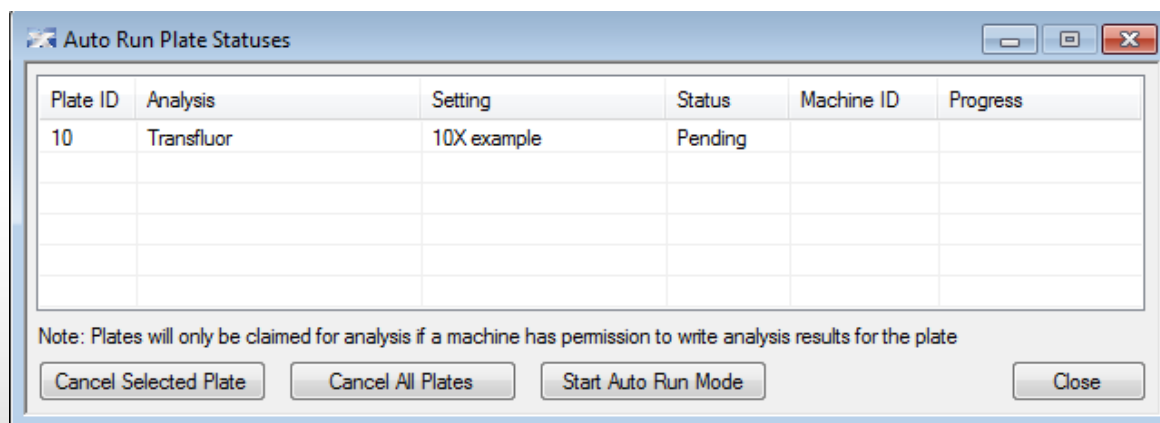 Auto Run Plate Statuses
Plate ID Analysis Setting Status Machine ID Progress
10 Transfluor 10X example Pending
Note: Plates will only be claimed for analysis if a machine has permission to write analysis results for the plate
Cancel Selected Plate Cancel All Plates Start Auto Run Mode Close